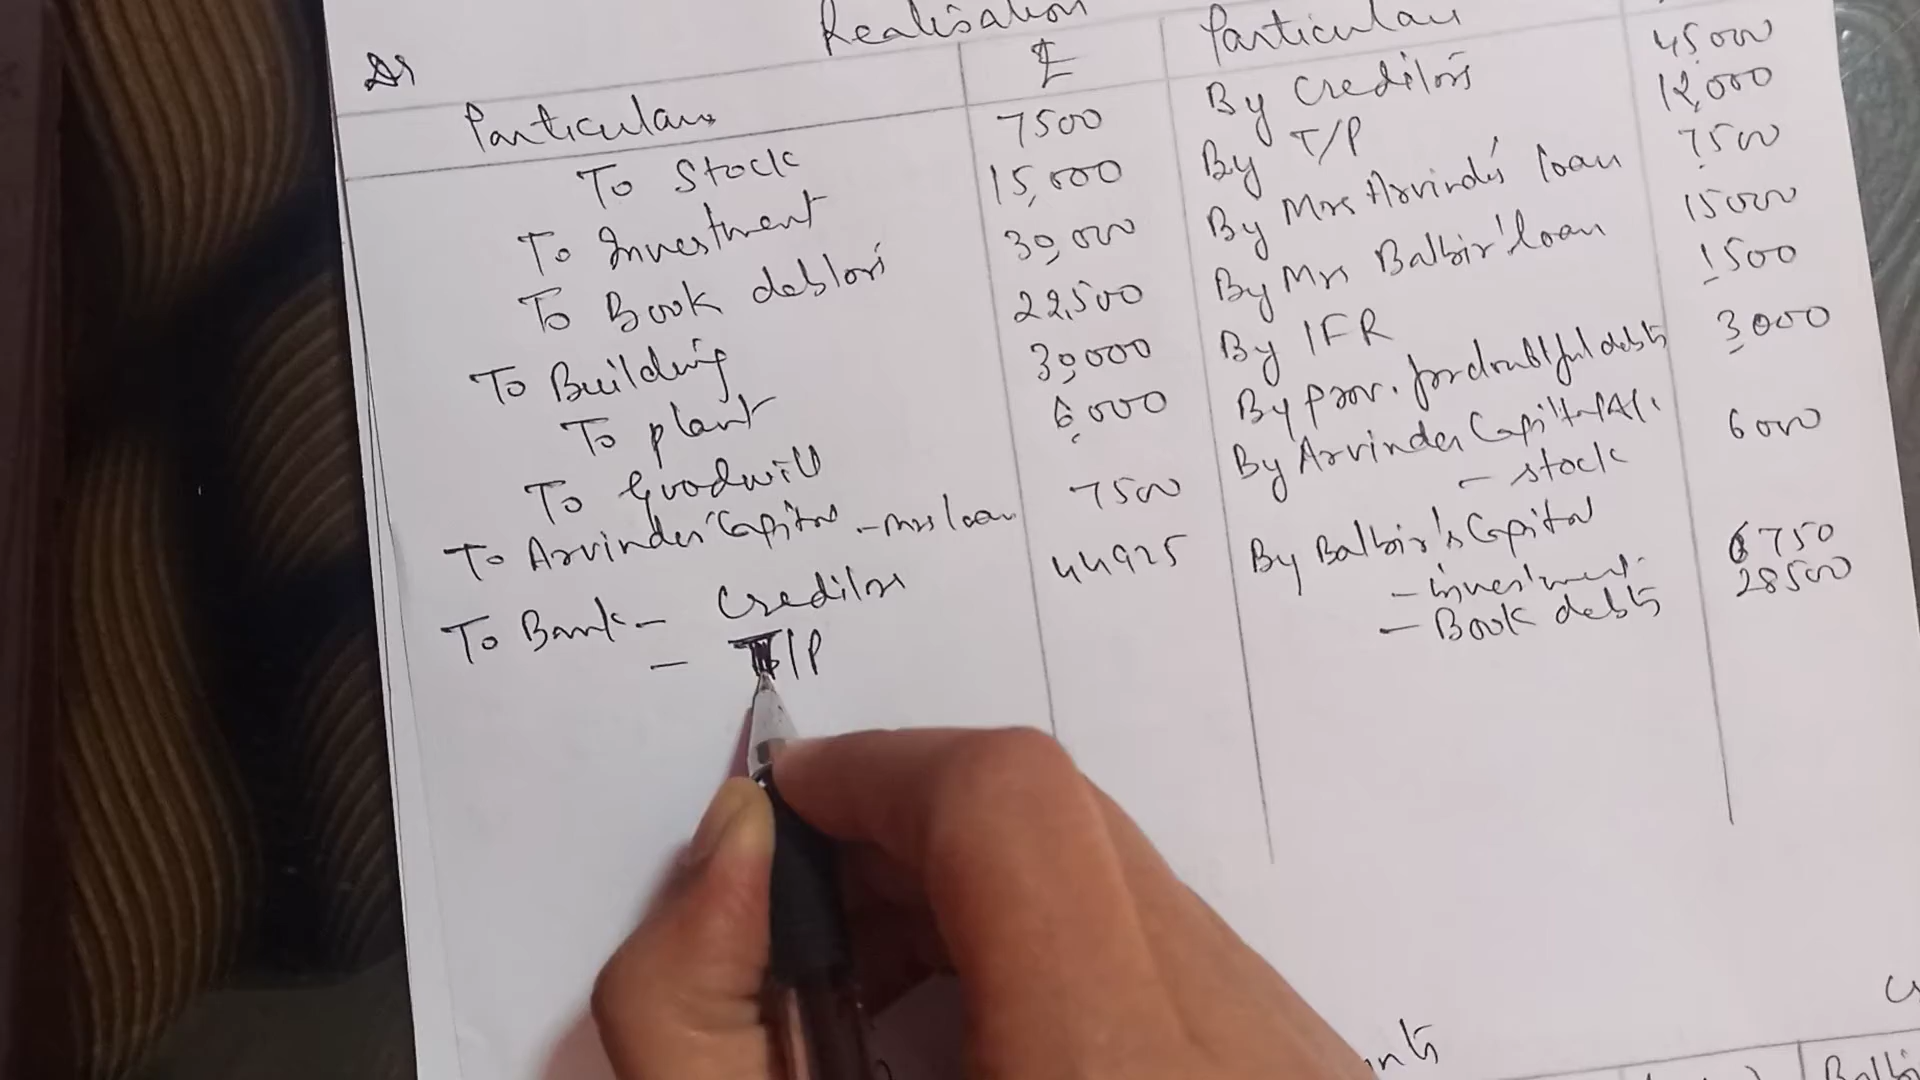 Realisation
Dr
Particulars ₹ Particulars
To Stock 7500 By Creditors 45000
To Investment 15,000 By T/P 12,000
To Book debtors 30,000 By Mrs Arvind's loan 7500
To Building 22,500 By Mrs Balbir's loan 15000
To plant 30,000 By IFR 1500
To Goodwill 6,000 By prov. for doubtful debts 3000
To Arvinder Capital - Mrs loan 7500 By Arvinder Capital A/c
- stock 6000
To Bank - Creditor 44925 By Balbir's Capital
- investment 6750
- T/P - Book debts 28500